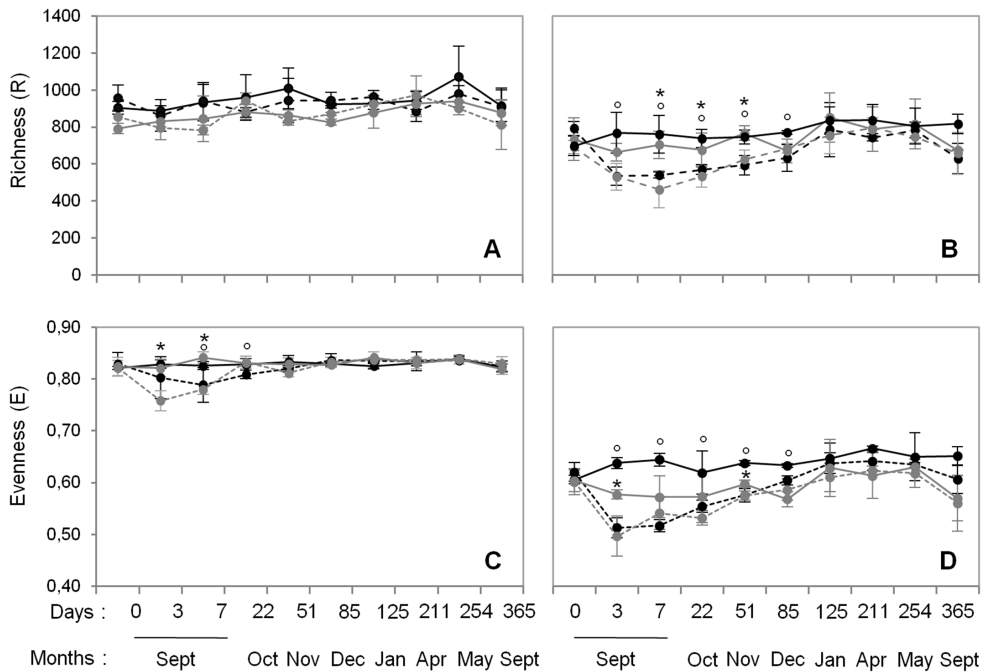 1400
1200
1000
800
600
400
200
0
Richness (R)
A
* * *
° ° ° ° °
B
0,90
0,80
0,70
0,60
0,50
0,40
Evenness (E)
* *
° °
C
° ° ° ° °
* *
D
Days : 0 3 7 22 51 85 125 211 254 365 0 3 7 22 51 85 125 211 254 365
Months : Sept Oct Nov Dec Jan Apr May Sept Sept Oct Nov Dec Jan Apr May Sept